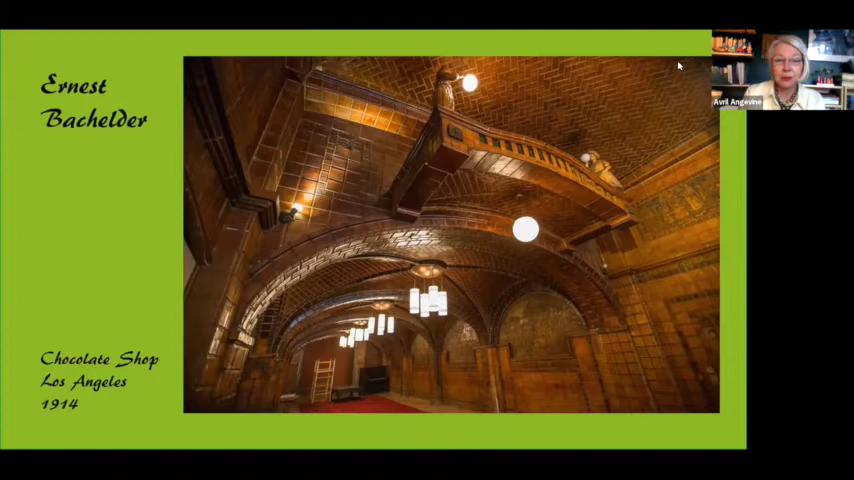 Ernest
Bachelder
Chocolate Shop
Los Angeles
1914
Avril Angevine